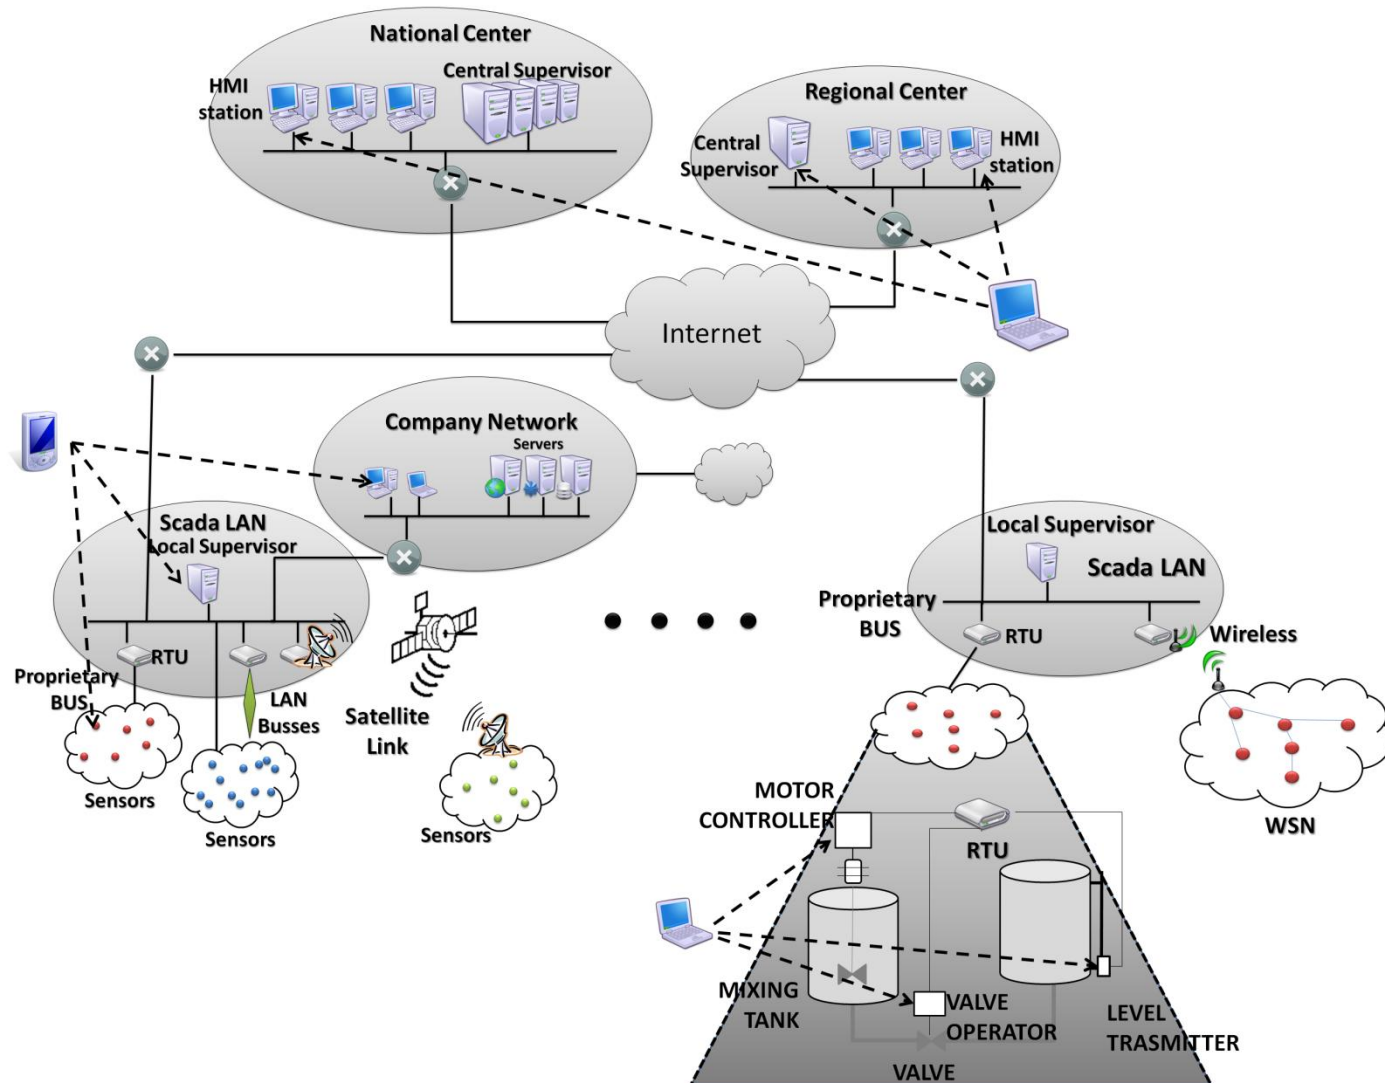 National Center
HMI
station
Central Supervisor
Regional Center
Central
Supervisor
HMI
station
Internet
Company Network
Servers
Scada LAN
Local Supervisor
RTU
Proprietary
BUS
LAN
Busses
Satellite
Link
Sensors
Sensors
Sensors
Local Supervisor
Scada LAN
Proprietary
BUS
RTU
Wireless
WSN
MOTOR
CONTROLLER
RTU
MIXING
TANK
VALVE
OPERATOR
LEVEL
TRASMITTER
VALVE